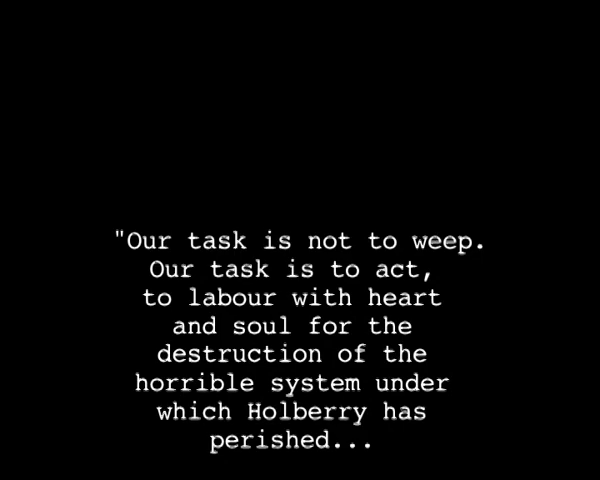 "Our task is not to weep.
Our task is to act,
to labour with heart
and soul for the
destruction of the
horrible system under
which Holberry has
perished...